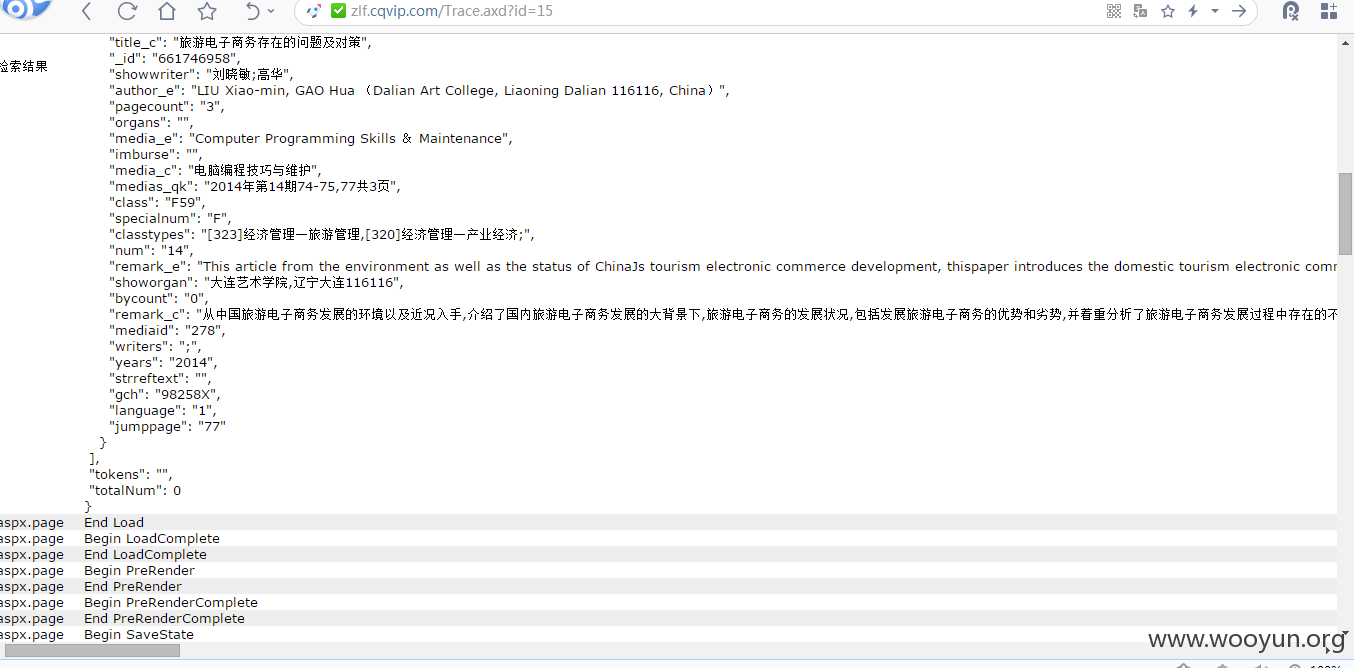 zlf.cqvip.com/Trace.axd?id=15
"title_c": "旅游电子商务存在的问题及对策",
"_id": "661746958",
检索结果
"showwriter": "刘晓敏;高华",
"author_e": "LIU Xiao-min, GAO Hua （Dalian Art College, Liaoning Dalian 116116, China）",
"pagecount": "3",
"organs": "",
"media_e": "Computer Programming Skills ＆ Maintenance",
"imburse": "",
"media_c": "电脑编程技巧与维护",
"medias_qk": "2014年第14期74-75,77共3页",
"class": "F59",
"specialnum": "F",
"classtypes": "[323]经济管理—旅游管理,[320]经济管理—产业经济;",
"num": "14",
"remark_e": "This article from the environment as well as the status of ChinaJs tourism electronic commerce development, thispaper introduces the domestic tourism electronic com
"showorgan": "大连艺术学院,辽宁大连116116",
"bycount": "0",
"remark_c": "从中国旅游电子商务发展的环境以及近况入手,介绍了国内旅游电子商务发展的大背景下,旅游电子商务的发展状况,包括发展旅游电子商务的优势和劣势,并着重分析了旅游电子商务发展过程中存在的不
"mediaid": "278",
"writers": ";",
"years": "2014",
"strreftext": "",
"gch": "98258X",
"language": "1",
"jumppage": "77"
}
],
"tokens": "",
"totalNum": 0
}
aspx.page End Load
aspx.page Begin LoadComplete
aspx.page End LoadComplete
aspx.page Begin PreRender
aspx.page End PreRender
aspx.page Begin PreRenderComplete
aspx.page End PreRenderComplete
aspx.page Begin SaveState
www.wooyun.org